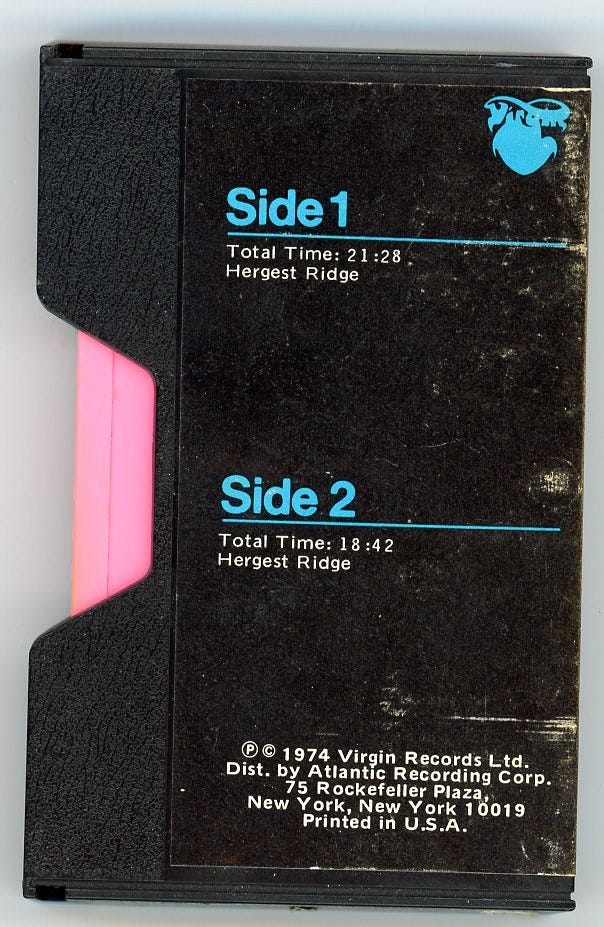 Virgin
Side 1
Total Time: 21:28
Hergest Ridge
Side 2
Total Time: 18:42
Hergest Ridge
℗ © 1974 Virgin Records Ltd.
Dist. by Atlantic Recording Corp.
75 Rockefeller Plaza,
New York, New York 10019
Printed in U.S.A.